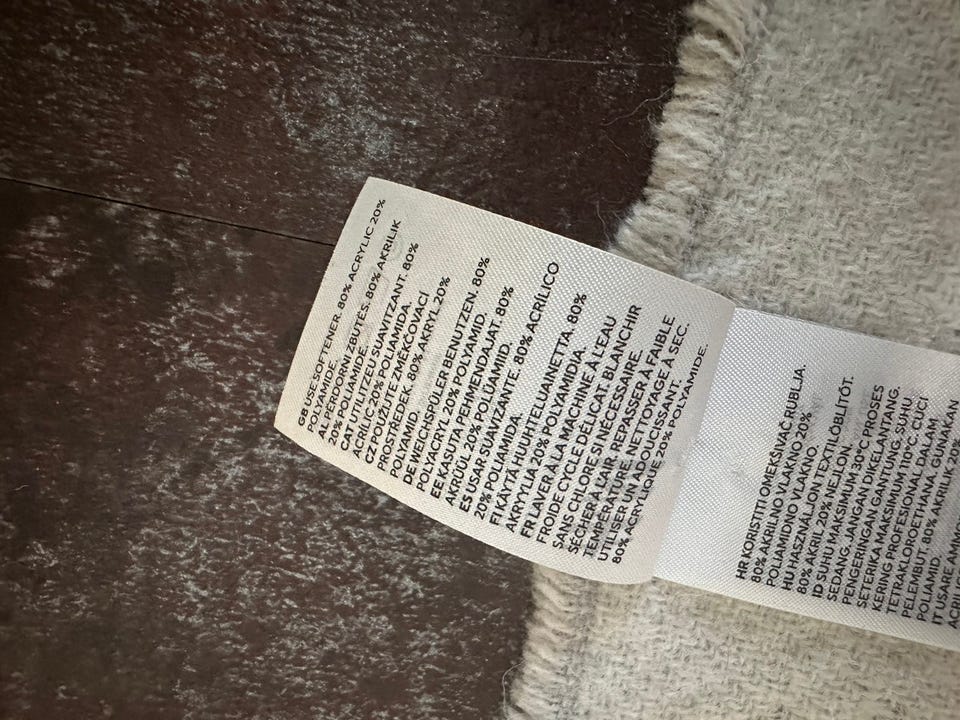 GB USE SOFTENER. 80% ACRYLIC 20%
POLYAMIDE.
AL PËRDORNI ZBUTËS. 80% AKRILIK
20% POLIAMIDE.
CAT UTILITZEU SUAVITZANT. 80%
ACRÍLIC 20% POLIAMIDA.
CZ POUŽIJTE ZMĚKČOVACÍ
PROSTŘEDEK. 80% AKRYL 20%
POLYAMID.
DE WEICHSPÜLER BENUTZEN. 80%
POLYACRYL 20% POLYAMID.
EE KASUTA PEHMENDAJAT. 80%
AKRÜÜL 20% POLÜAMIID.
ES USAR SUAVIZANTE. 80% ACRÍLICO
20% POLIAMIDA.
FI KÄYTÄ HUUHTELUAINETTA. 80%
AKRYYLIA 20% POLYAMIDIA.
FR LAVER À LA MACHINE À L'EAU
FROIDE CYCLE DÉLICAT. BLANCHIR
SANS CHLORE SI NÉCESSAIRE.
SÉCHER À L'AIR. REPASSER À FAIBLE
TEMPÉRATURE. NETTOYAGE À SEC.
UTILISER UN ADOUCISSANT.
80% ACRYLIQUE 20% POLYAMIDE.
HR KORISTITI OMEKŠIVAČ RUBLJA.
80% AKRILNO VLAKNO 20%
POLIAMIDNO VLAKNO.
HU HASZNÁLJON TEXTILÖBLÍTŐT.
80% AKRIL 20% NEJLON.
ID SUHU MAKSIMUM 30°C PROSES
SEDANG. JANGAN DIKELANTANG.
PENGERINGAN GANTUNG. SUHU
SETERIKA MAKSIMUM 110°C. CUCI
KERING PROFESIONAL DALAM
TETRAKLOROETHANA. GUNAKAN
PELEMBUT. 80% AKRILIK 20%
POLIAMID.
IT USARE AMMO
ACRILI